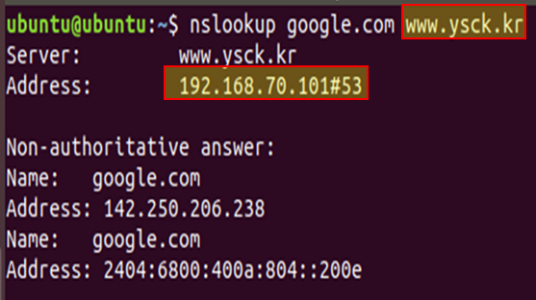 ubuntu@ubuntu:~$ nslookup google.com www.ysck.kr
Server: www.ysck.kr
Address: 192.168.70.101#53
Non-authoritative answer:
Name: google.com
Address: 142.250.206.238
Name: google.com
Address: 2404:6800:400a:804::200e